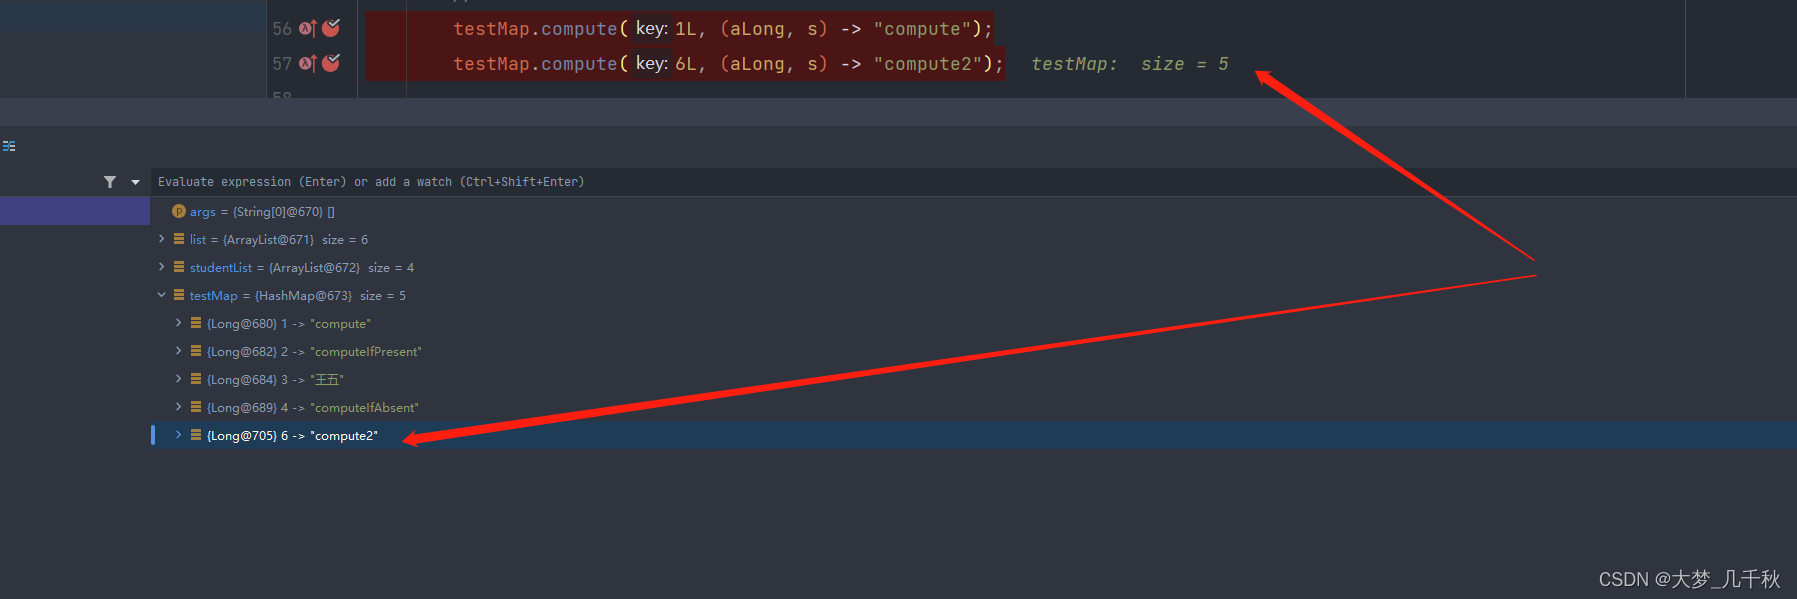 56 testMap.compute( key: 1L, (aLong, s) -> "compute");
57 testMap.compute( key: 6L, (aLong, s) -> "compute2"); testMap: size = 5
58
Evaluate expression (Enter) or add a watch (Ctrl+Shift+Enter)
p args = {String[0]@670} []
list = {ArrayList@671} size = 6
studentList = {ArrayList@672} size = 4
testMap = {HashMap@673} size = 5
{Long@680} 1 -> "compute"
{Long@682} 2 -> "computeIfPresent"
{Long@684} 3 -> "王五"
{Long@689} 4 -> "computeIfAbsent"
{Long@705} 6 -> "compute2"
CSDN @大梦_几千秋